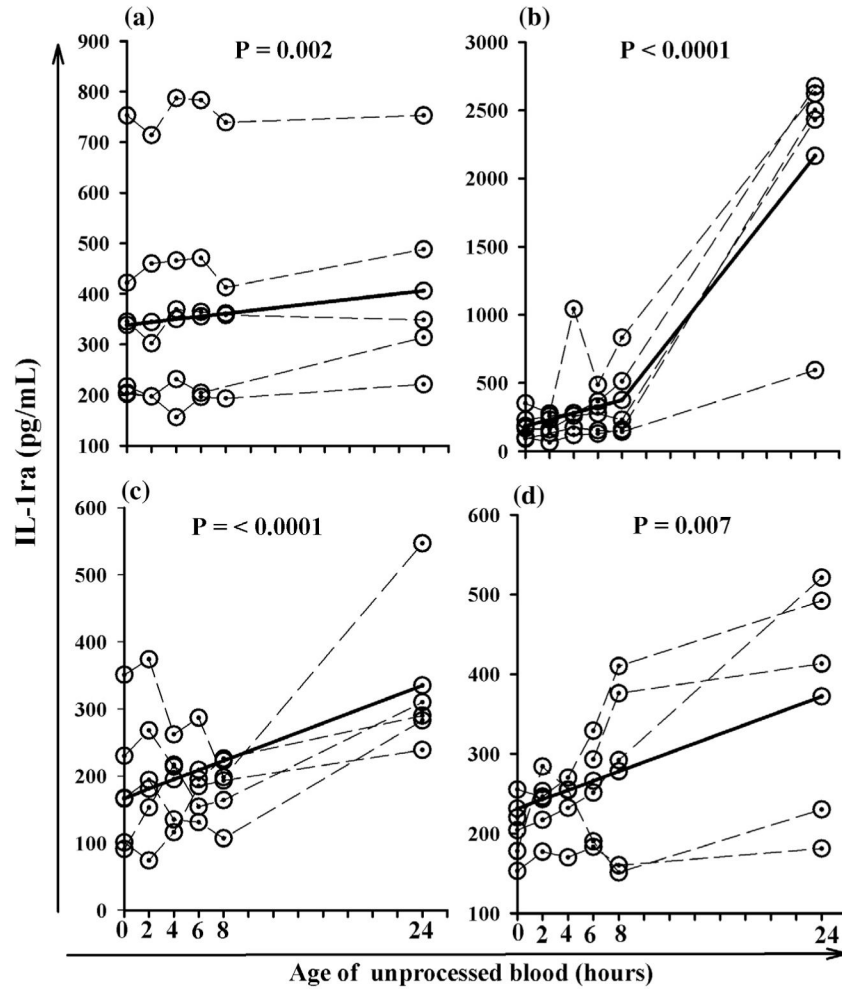 (a)
P = 0.002
900
800
700
600
500
400
300
200
100
(b)
P < 0.0001
3000
2500
2000
1500
1000
500
0
IL-1ra (pg/mL)
(c)
P = < 0.0001
600
500
400
300
200
100
0
0 2 4 6 8 24
(d)
P = 0.007
600
500
400
300
200
100
0 2 4 6 8 24
Age of unprocessed blood (hours)